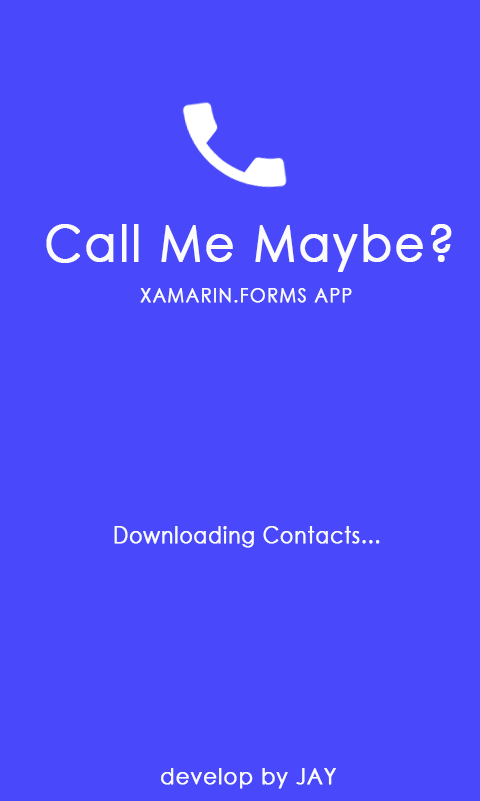 Call Me Maybe?
XAMARIN.FORMS APP
Downloading Contacts...
develop by JAY